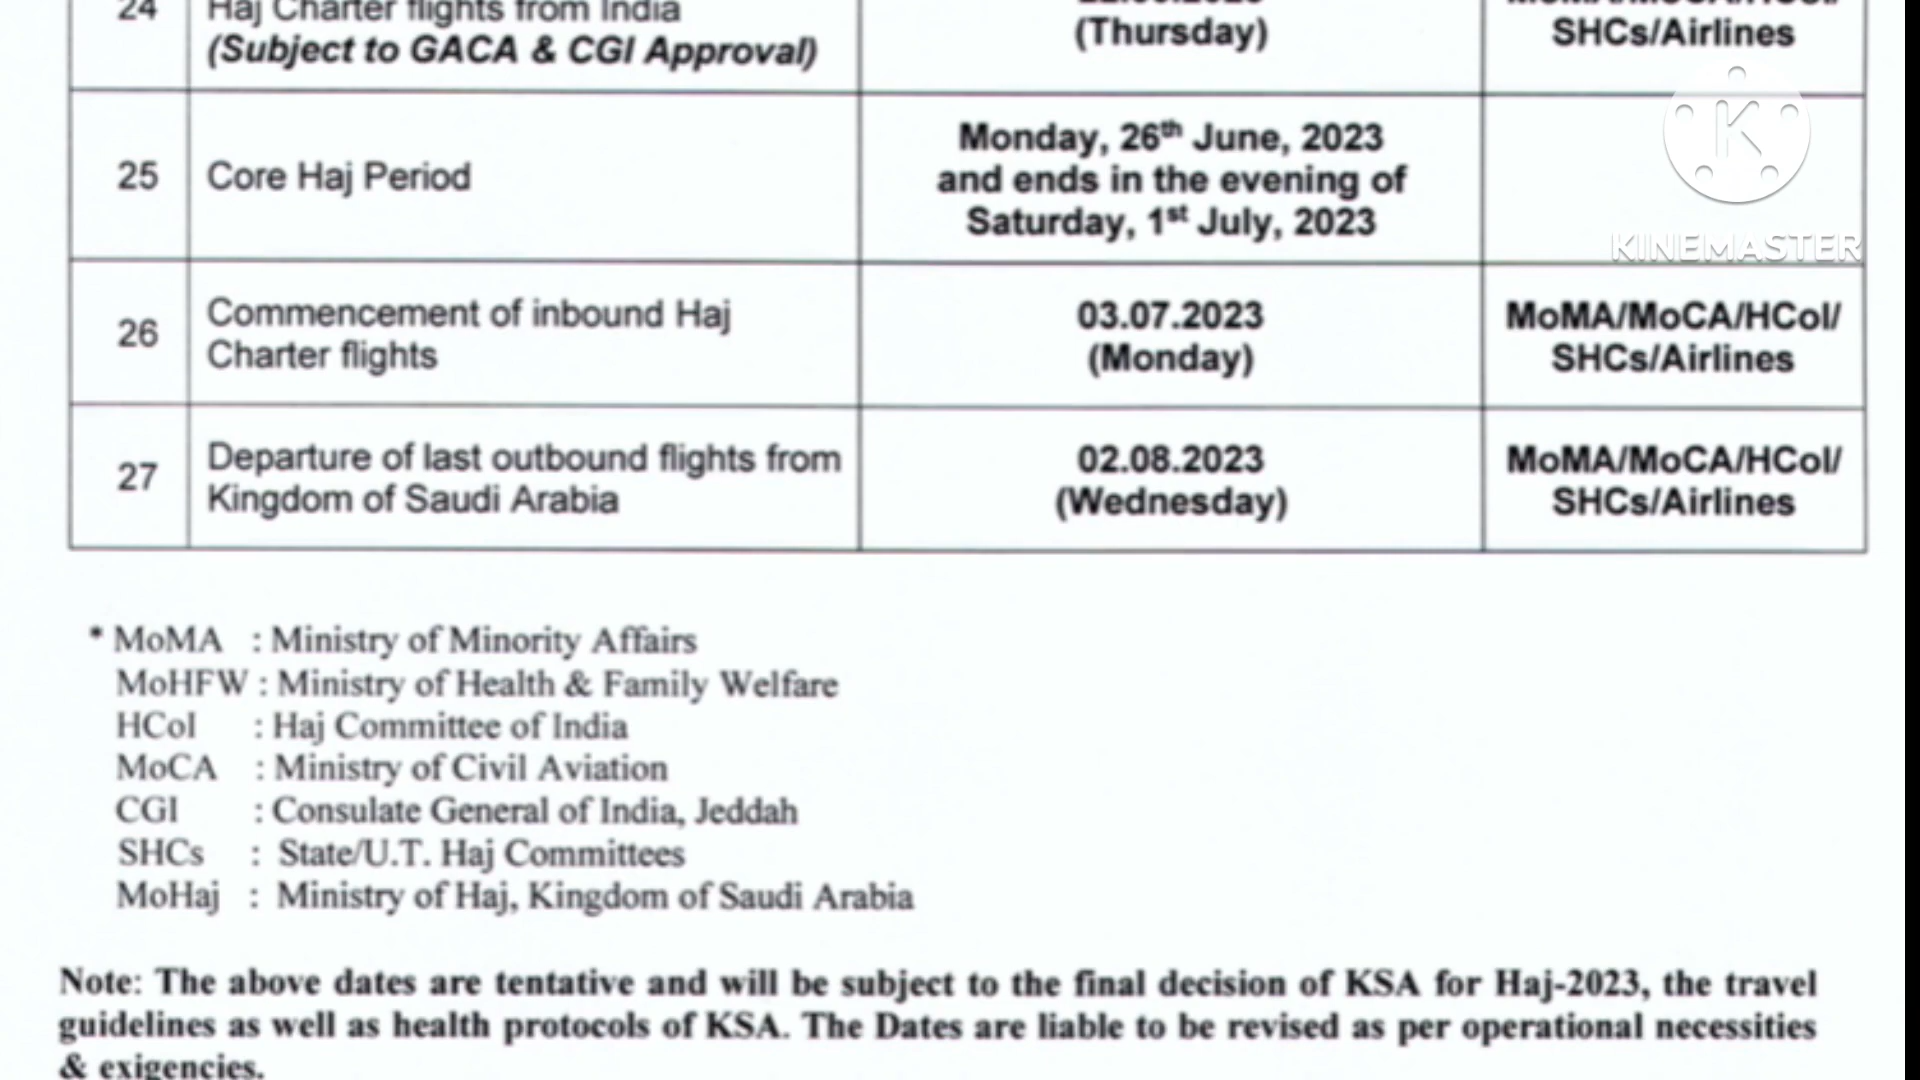 24
Haj Charter flights from India
(Subject to GACA & CGI Approval)
(Thursday)
SHCs/Airlines
25
Core Haj Period
Monday, 26th June, 2023
and ends in the evening of
Saturday, 1st July, 2023
26
Commencement of inbound Haj
Charter flights
03.07.2023
(Monday)
MoMA/MoCA/HCoI/
SHCs/Airlines
27
Departure of last outbound flights from
Kingdom of Saudi Arabia
02.08.2023
(Wednesday)
MoMA/MoCA/HCoI/
SHCs/Airlines
K
KINEMASTER
* MoMA : Ministry of Minority Affairs
MoHFW : Ministry of Health & Family Welfare
HCoI : Haj Committee of India
MoCA : Ministry of Civil Aviation
CGI : Consulate General of India, Jeddah
SHCs : State/U.T. Haj Committees
MoHaj : Ministry of Haj, Kingdom of Saudi Arabia
Note: The above dates are tentative and will be subject to the final decision of KSA for Haj-2023, the travel
guidelines as well as health protocols of KSA. The Dates are liable to be revised as per operational necessities
& exigencies.